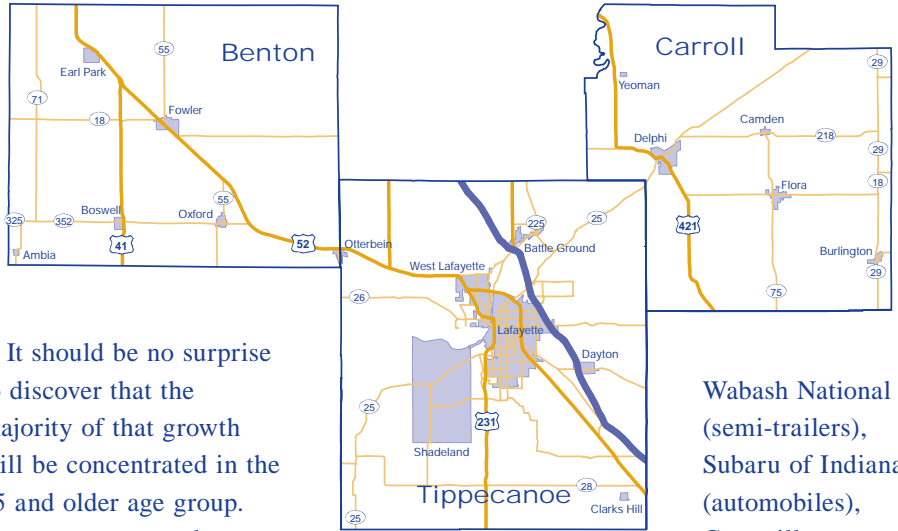 Benton
55
Earl Park
71
Fowler
18
Boswell
Oxford
55
325
352
41
Ambia
52
Otterbein
Carroll
29
Yeoman
Camden
Delphi
218
29
Flora
18
421
Burlington
29
75
225
25
Battle Ground
West Lafayette
26
Lafayette
Dayton
25
231
Shadeland
28
Tippecanoe
Clarks Hill
25
It should be no surprise
discover that the
ajority of that growth
ill be concentrated in the
5 and older age group.
Wabash National
(semi-trailers),
Subaru of Indiana
(automobiles),